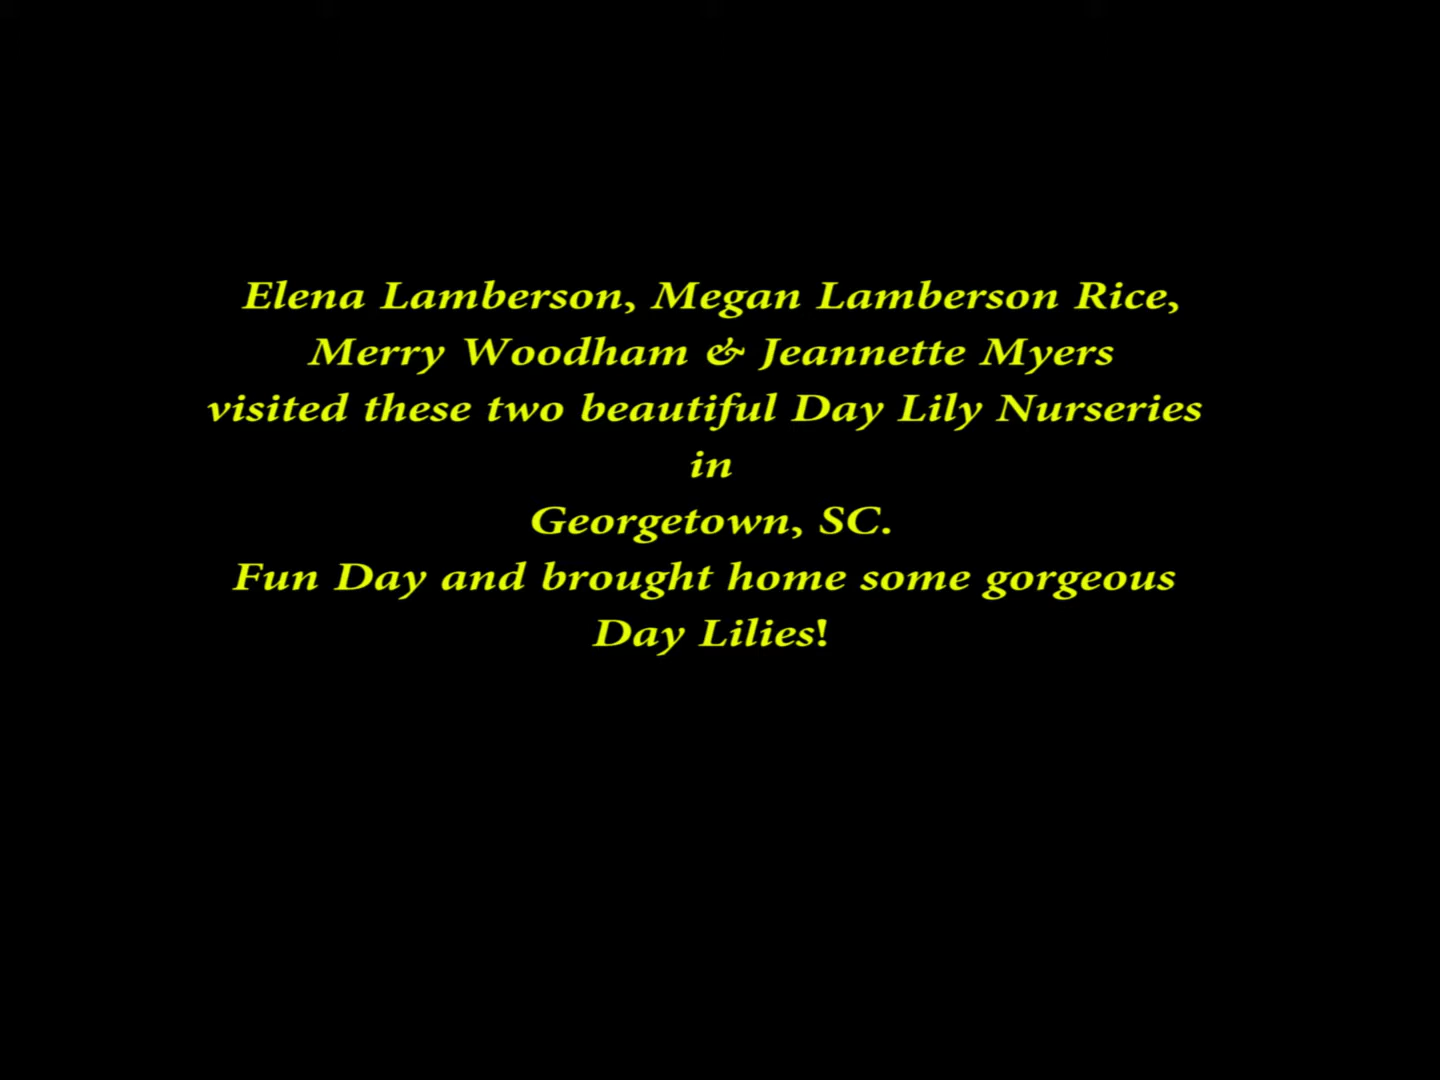 Elena Lamberson, Megan Lamberson Rice,
Merry Woodham & Jeannette Myers
visited these two beautiful Day Lily Nurseries
in
Georgetown, SC.
Fun Day and brought home some gorgeous
Day Lilies!